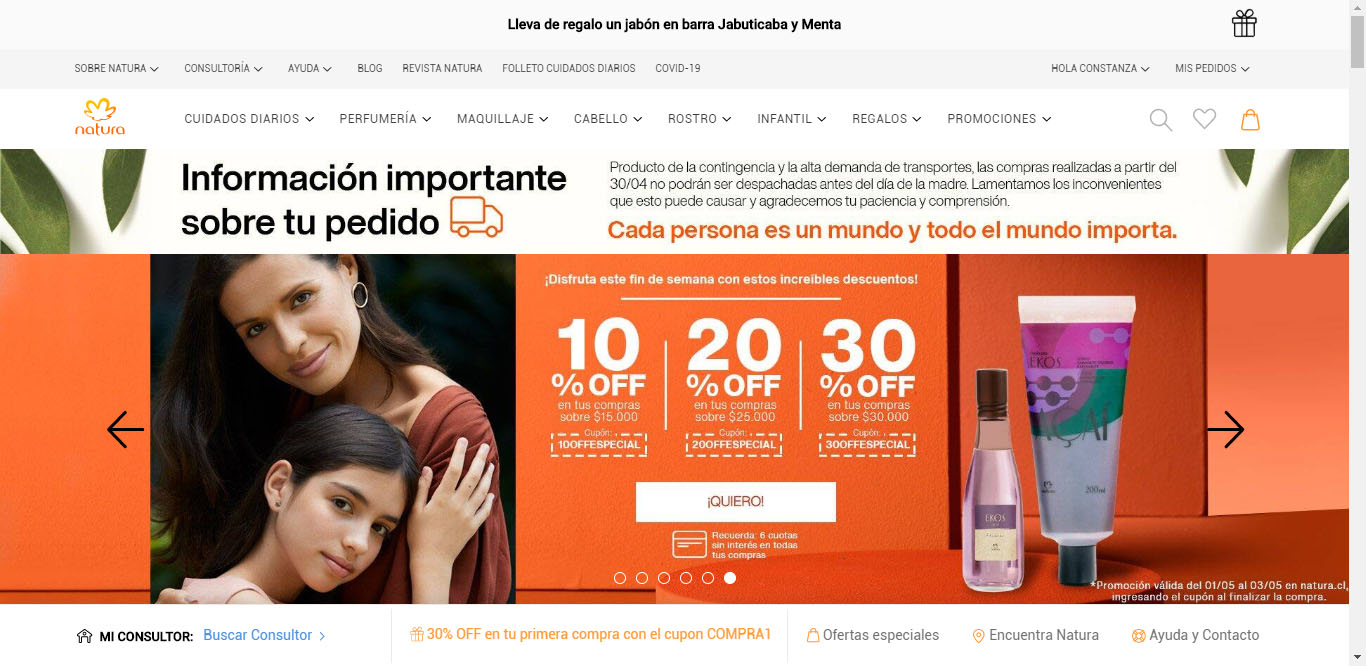 Lleva de regalo un jabón en barra Jabuticaba y Menta
SOBRE NATURA CONSULTORÍA AYUDA BLOG REVISTA NATURA FOLLETO CUIDADOS DIARIOS COVID-19 HOLA CONSTANZA MIS PEDIDOS
natura CUIDADOS DIARIOS PERFUMERÍA MAQUILLAJE CABELLO ROSTRO INFANTIL REGALOS PROMOCIONES
Información importante
sobre tu pedido
Producto de la contingencia y la alta demanda de transportes, las compras realizadas a partir del
30/04 no podrán ser despachadas antes del día de la madre. Lamentamos los inconvenientes
que esto puede causar y agradecemos tu paciencia y comprensión.
Cada persona es un mundo y todo el mundo importa.
¡Disfruta este fin de semana con estos increíbles descuentos!
10 20 30
% OFF % OFF % OFF
en tus compras en tus compras en tus compras
sobre $15.000 sobre $25.000 sobre $30.000
Cupón: Cupón: Cupón:
10OFFESPECIAL 20OFFESPECIAL 30OFFESPECIAL
¡QUIERO!
Recuerda: 6 cuotas
sin interés en todas
tus compras
EKOS
AÇAÍ
natura
200ml
EKOS
*Promoción válida del 01/05 al 03/05 en natura.cl,
ingresando el cupón al finalizar la compra.
MI CONSULTOR: Buscar Consultor 30% OFF en tu primera compra con el cupon COMPRA1 Ofertas especiales Encuentra Natura Ayuda y Contacto